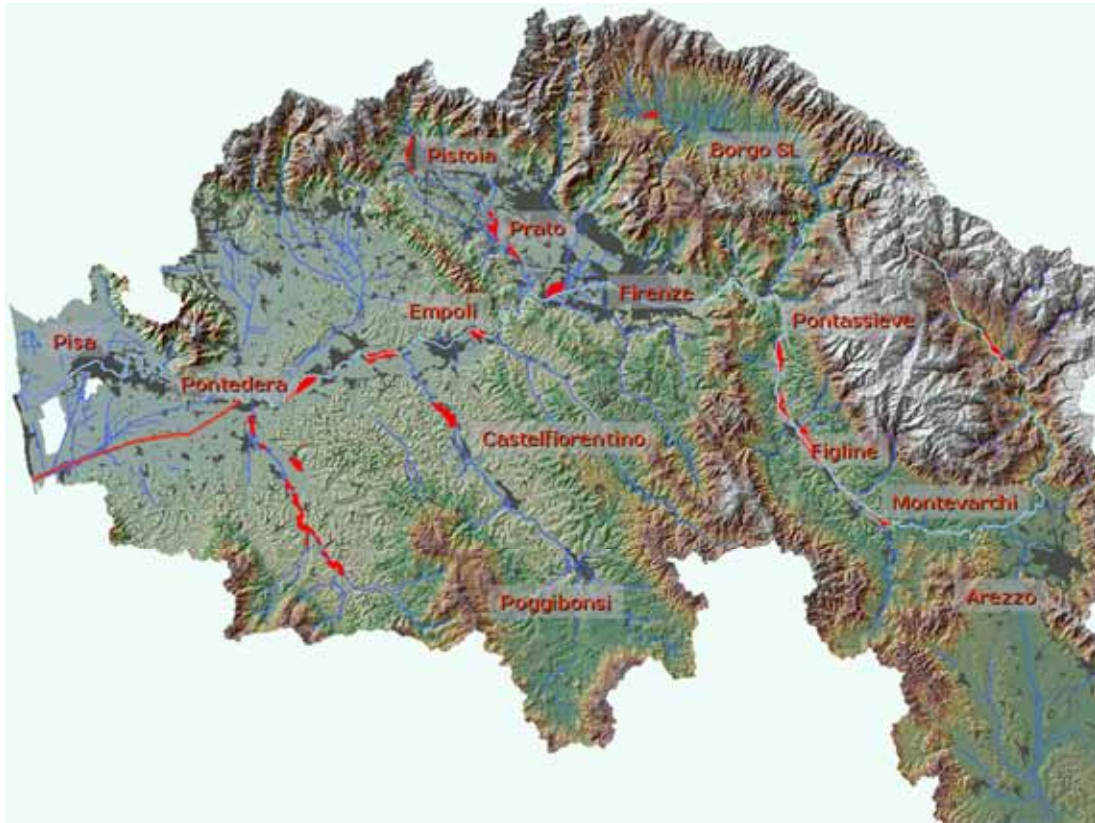 Borgo SL
Pistoia
Prato
Firenze
Empoli
Pontassieve
Pisa
Pontedera
Castelfiorentino
Figline
Montevarchi
Poggibonsi
Arezzo